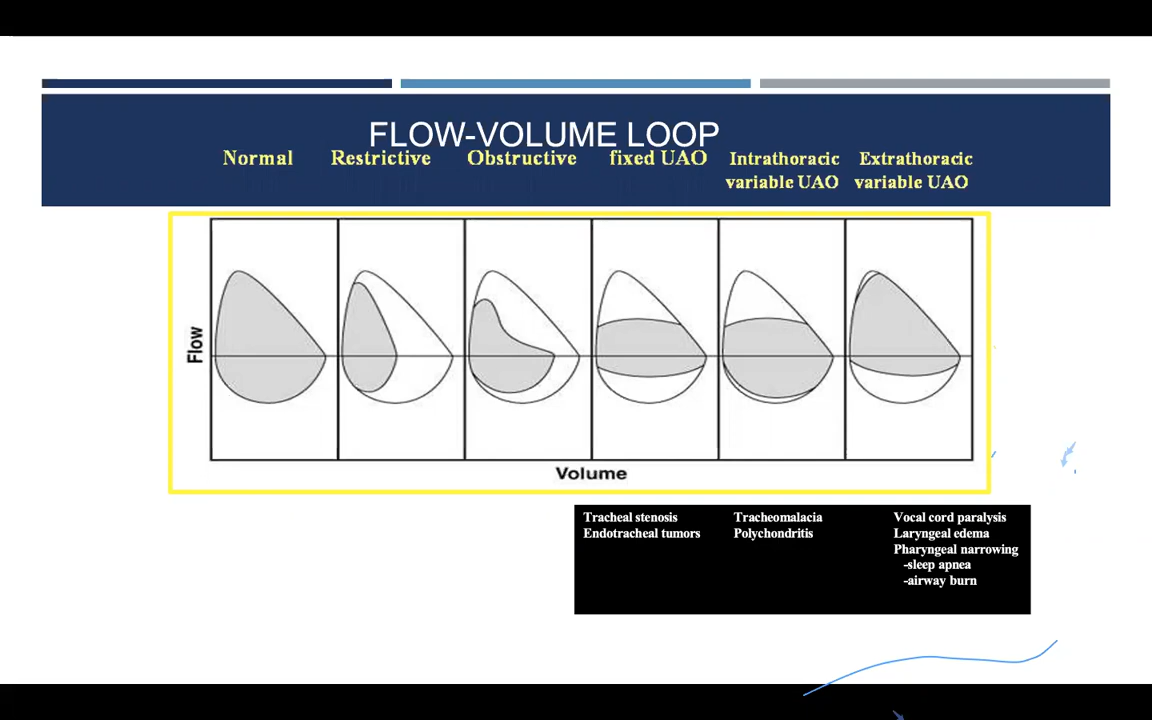 FLOW-VOLUME LOOP
Normal
Restrictive
Obstructive
fixed UAO
Intrathoracic
variable UAO
Extrathoracic
variable UAO
Flow
Volume
Tracheal stenosis
Endotracheal tumors
Tracheomalacia
Polychondritis
Vocal cord paralysis
Laryngeal edema
Pharyngeal narrowing
-sleep apnea
-airway burn